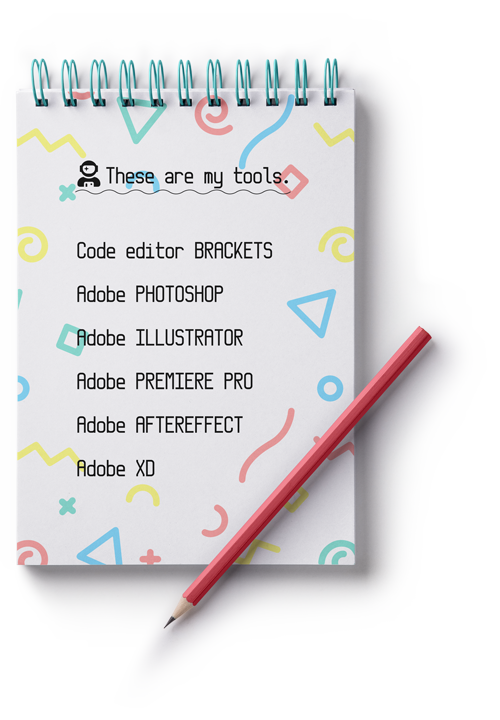 These are my tools.
Code editor BRACKETS
Adobe PHOTOSHOP
Adobe ILLUSTRATOR
Adobe PREMIERE PRO
Adobe AFTEREFFECT
Adobe XD